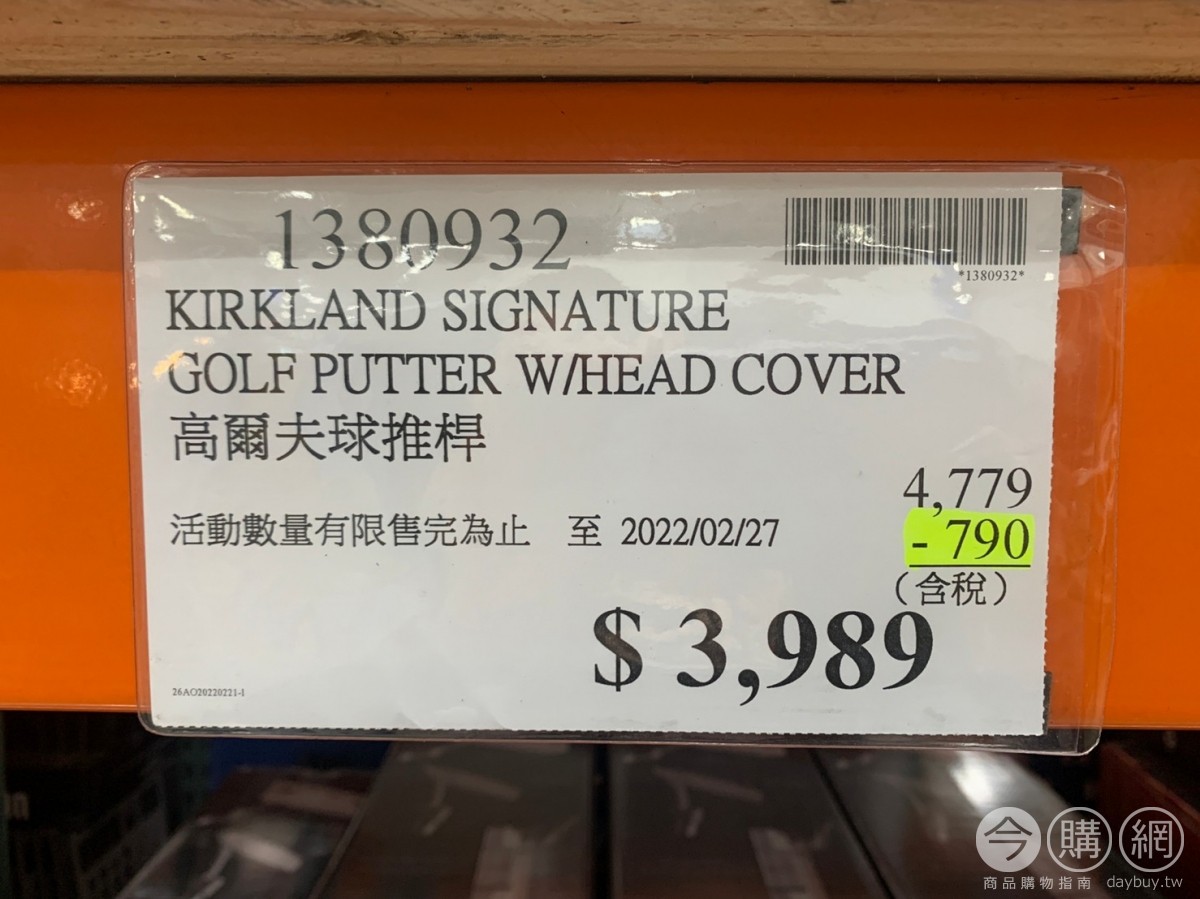 1380932
*1380932*
KIRKLAND SIGNATURE
GOLF PUTTER W/HEAD COVER
高爾夫球推桿
4,779
活動數量有限售完為止 至 2022/02/27
- 790
(含稅)
$ 3,989
26AO20220221-1
今購網
商品購物指南 daybuy.tw